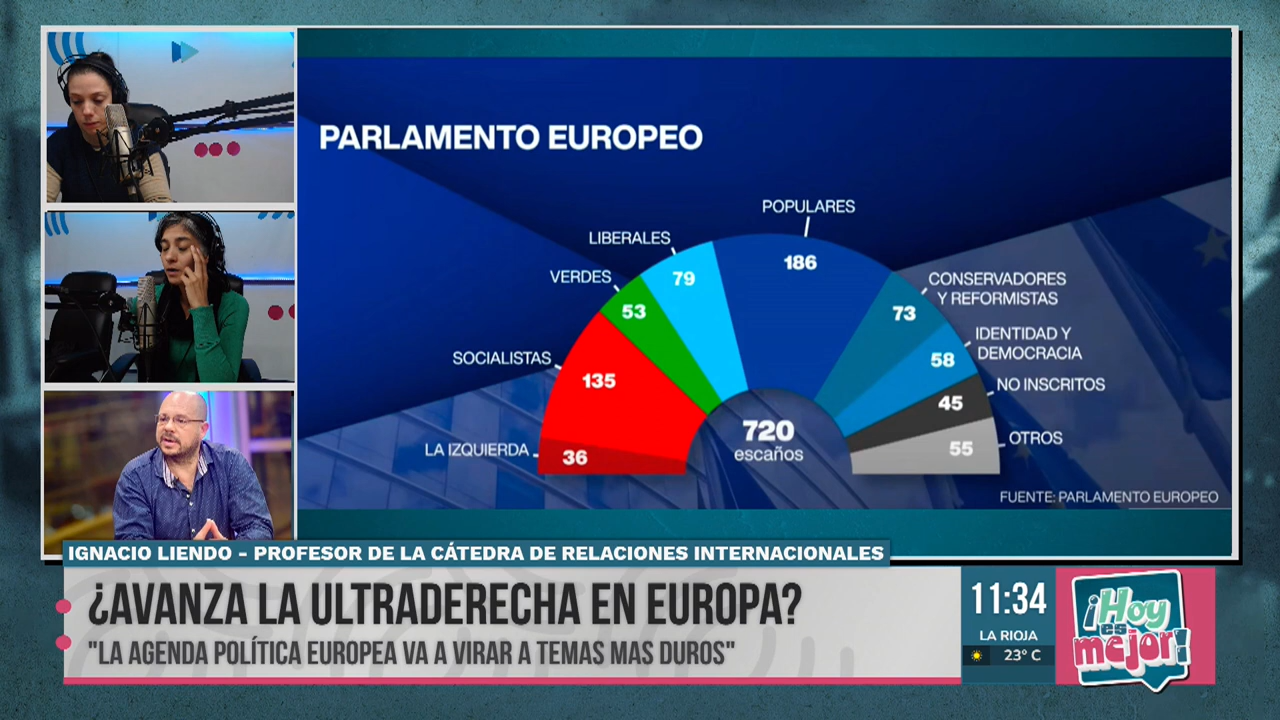 PARLAMENTO EUROPEO
POPULARES
186
LIBERALES
79
VERDES
53
CONSERVADORES
Y REFORMISTAS
73
IDENTIDAD Y
DEMOCRACIA
58
SOCIALISTAS
135
NO INSCRITOS
45
LA IZQUIERDA
36
OTROS
55
720
escaños
FUENTE: PARLAMENTO EUROPEO
IGNACIO LIENDO - PROFESOR DE LA CÁTEDRA DE RELACIONES INTERNACIONALES
¿AVANZA LA ULTRADERECHA EN EUROPA?
"LA AGENDA POLÍTICA EUROPEA VA A VIRAR A TEMAS MAS DUROS"
11:34
LA RIOJA
23° C
¡Hoy
es
mejor!